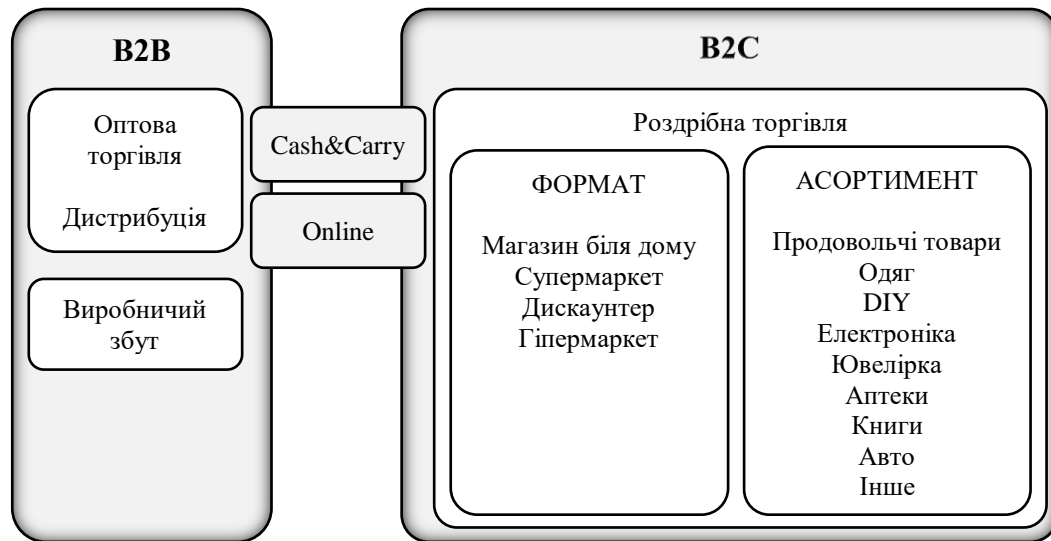 B2B
Оптова
торгівля
Дистрибуція
Виробничий
збут
Cash&Carry
Online
B2C
Роздрібна торгівля
ФОРМАТ
Магазин біля дому
Супермаркет
Дискаунтер
Гіпермаркет
АСОРТИМЕНТ
Продовольчі товари
Одяг
DIY
Електроніка
Ювелірка
Аптеки
Книги
Авто
Інше